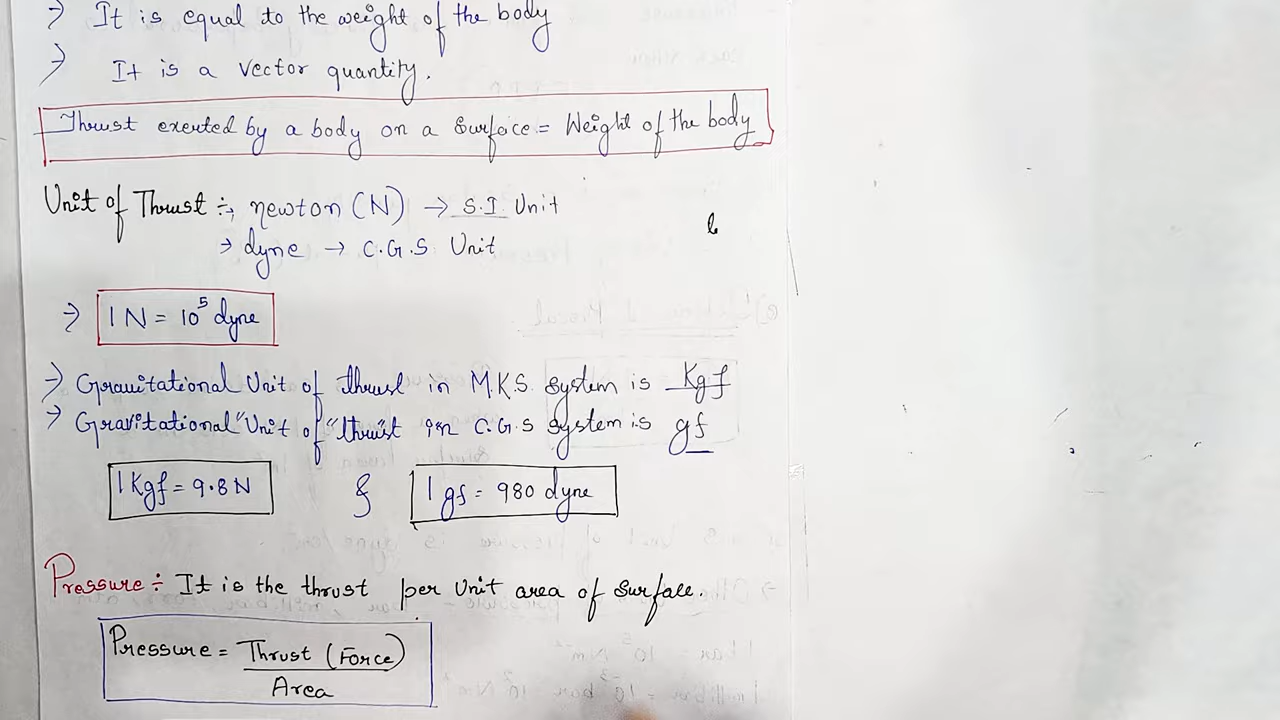 → It is equal to the weight of the body
→ It is a vector quantity.
Thrust exerted by a body on a Surface = Weight of the body
Unit of Thrust ÷→ newton (N) → S.I. Unit
→ dyne → C.G.S Unit
→ 1 N = 10⁵ dyne
→ Gravitational Unit of thrust in M.K.S. system is Kgf
→ Gravitational "Unit of "thrust in C.G.S system is gf
1 Kgf = 9.8 N & 1 gf = 980 dyne
Pressure ÷ It is the thrust per Unit area of Surface.
Pressure = Thrust (Force)
Area